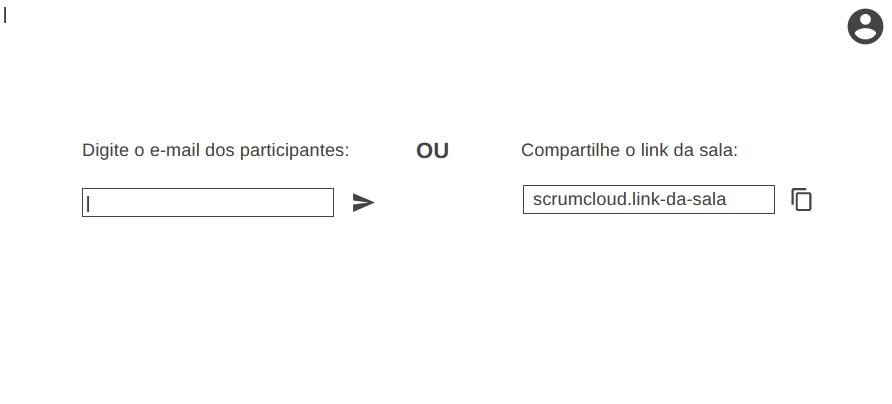 Digite o e-mail dos participantes:
OU
Compartilhe o link da sala:
scrumcloud.link-da-sala